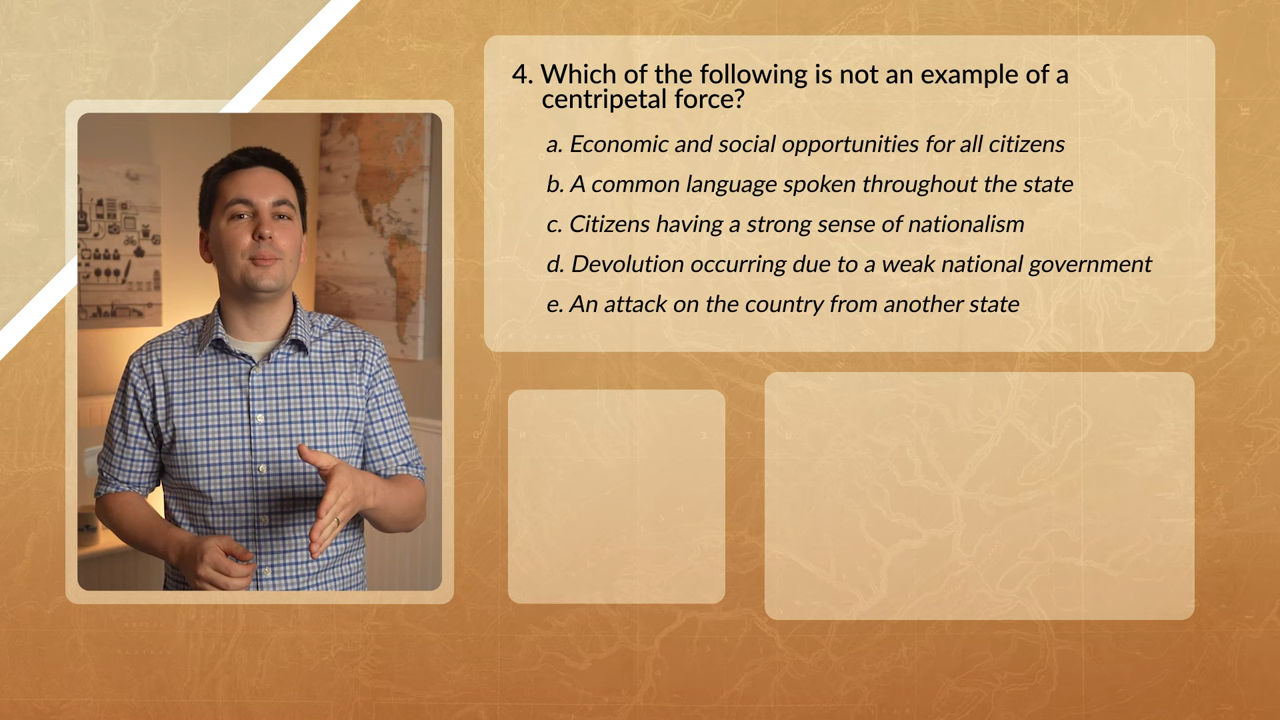 4. Which of the following is not an example of a
centripetal force?
a. Economic and social opportunities for all citizens
b. A common language spoken throughout the state
c. Citizens having a strong sense of nationalism
d. Devolution occurring due to a weak national government
e. An attack on the country from another state